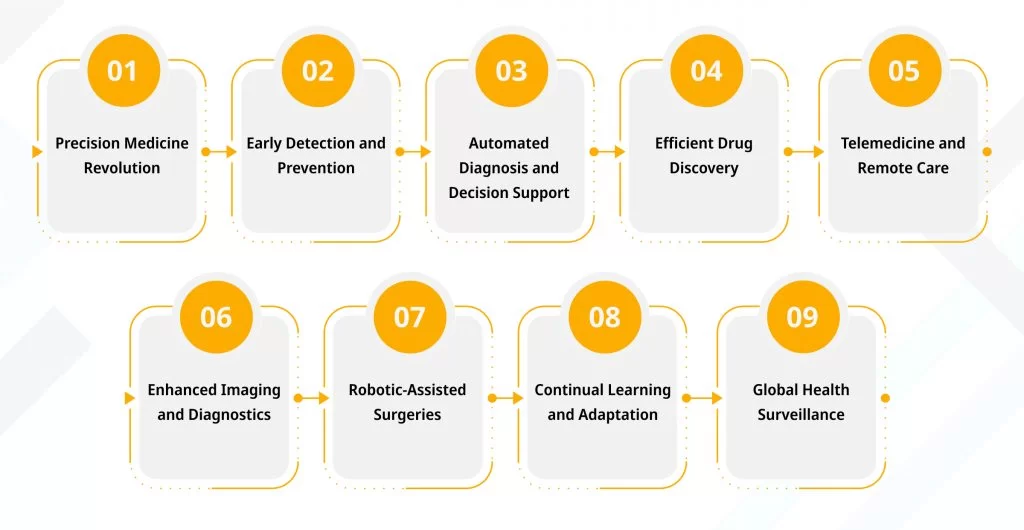 01
Precision Medicine
Revolution
02
Early Detection and
Prevention
03
Automated
Diagnosis and
Decision Support
04
Efficient Drug
Discovery
05
Telemedicine and
Remote Care
06
Enhanced Imaging
and Diagnostics
07
Robotic-Assisted
Surgeries
08
Continual Learning
and Adaptation
09
Global Health
Surveillance